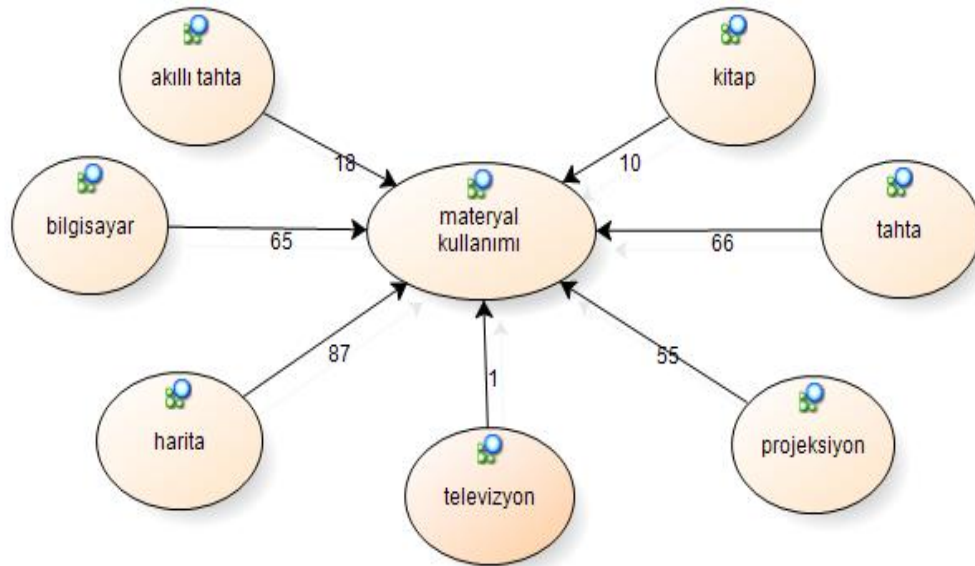 akıllı tahta
kitap
18
10
materyal
kullanımı
bilgisayar
65
66
tahta
87
55
1
harita
televizyon
projeksiyon